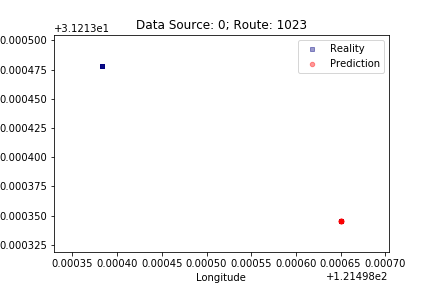 Data Source: 0; Route: 1023
+3.1213e1
0.000500
0.000475
0.000450
0.000425
0.000400
0.000375
0.000350
0.000325
Reality
Prediction
0.00035 0.00040 0.00045 0.00050 0.00055 0.00060 0.00065 0.00070
Longitude
+1.21498e2